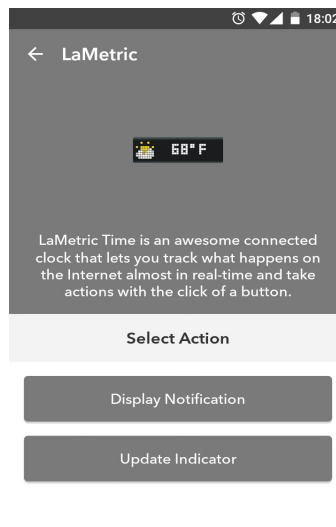 18:02
LaMetric
68°F
LaMetric Time is an awesome connected
clock that lets you track what happens on
the Internet almost in real-time and take
actions with the click of a button.
Select Action
Display Notification
Update Indicator